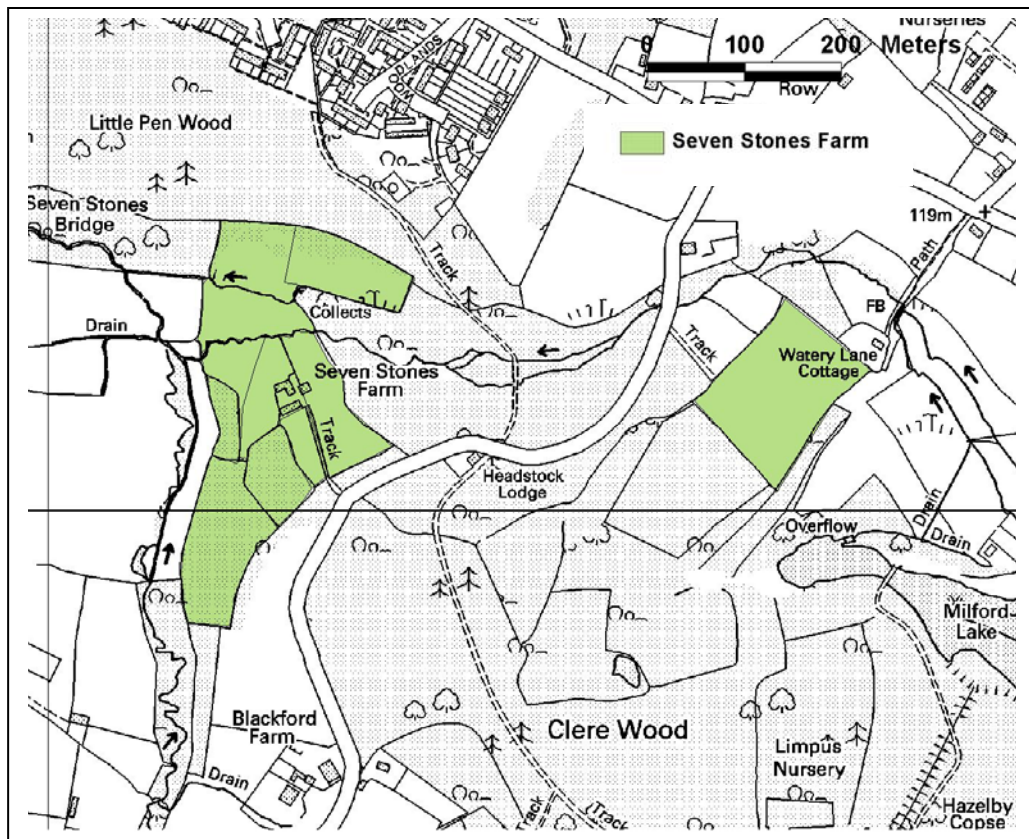 Nurseries
0 100 200 Meters
Row
Little Pen Wood
Seven Stones Farm
Seven Stones
Bridge
119m
Track
Path
FB
Collects
Drain
Seven Stones
Farm
Track
Watery Lane
Cottage
Track
Headstock
Lodge
Overflow
Drain
Drain
Milford
Lake
Blackford
Farm
Clere Wood
Limpus
Nursery
Drain
Track
Track
Hazelby
Copse